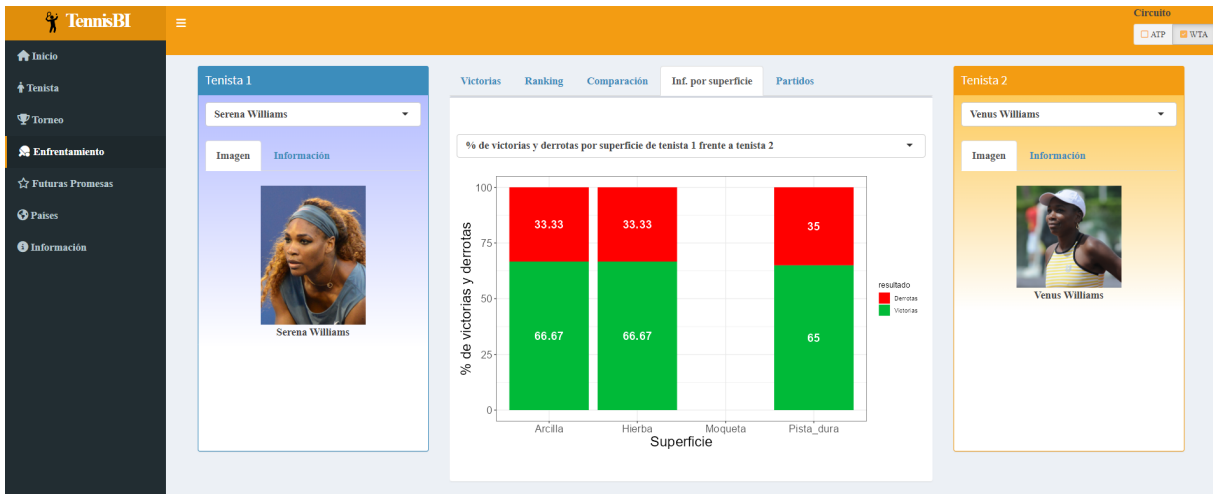 TennisBI
Circuito
ATP WTA
Inicio
Tenista
Torneo
Enfrentamiento
Futuras Promesas
Paises
Información
Tenista 1
Serena Williams
Imagen Información
Serena Williams
Victorias Ranking Comparación Inf. por superficie Partidos
% de victorias y derrotas por superficie de tenista 1 frente a tenista 2
% de victorias y derrotas
100
75
50
25
0
33.33 33.33 35
66.67 66.67 65
Arcilla Hierba Moqueta Pista_dura
Superficie
resultado
Derrotas
Victorias
Tenista 2
Venus Williams
Imagen Información
Venus Williams